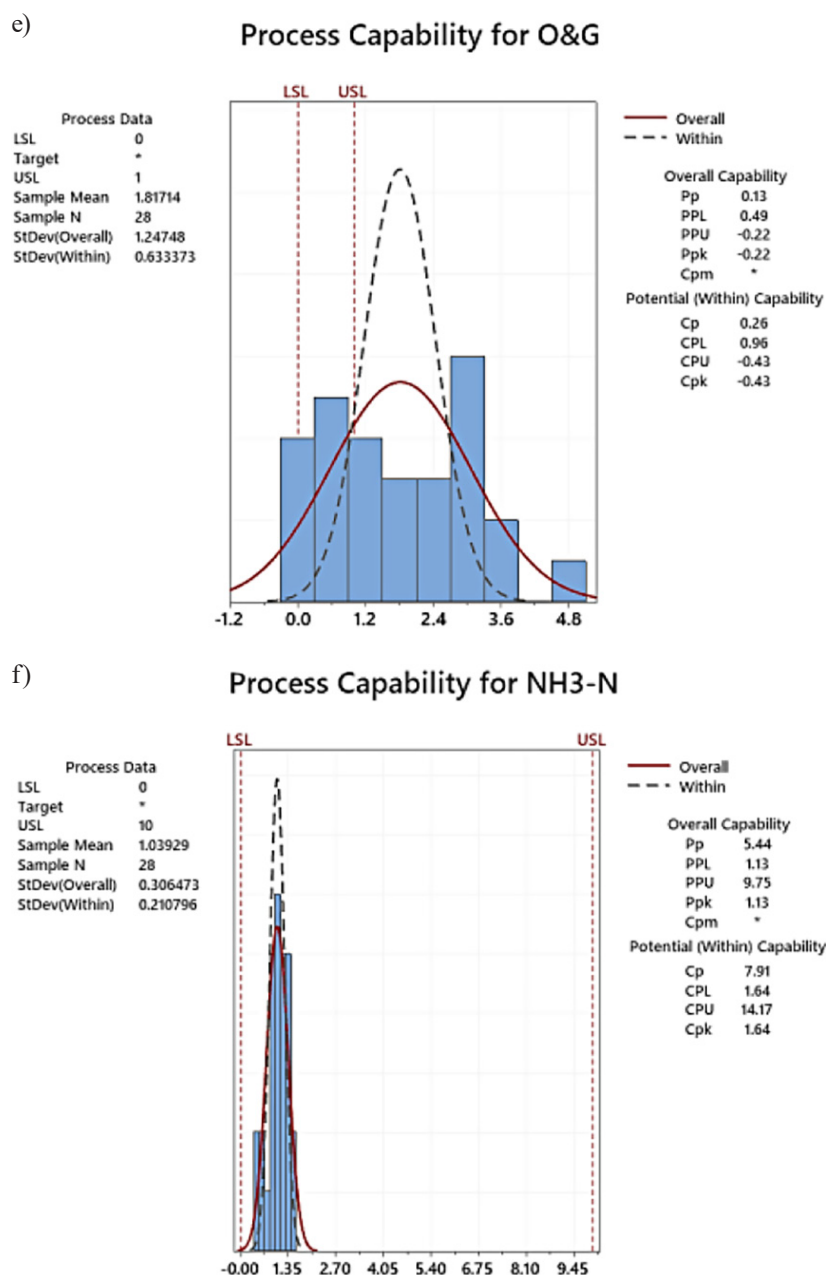 e)
Process Capability for O&G
LSL USL
Process Data
LSL 0
Target *
USL 1
Sample Mean 1.81714
Sample N 28
StDev(Overall) 1.24748
StDev(Within) 0.633373
Overall
Within
Overall Capability
Pp 0.13
PPL 0.49
PPU -0.22
Ppk -0.22
Cpm *
Potential (Within) Capability
Cp 0.26
CPL 0.96
CPU -0.43
Cpk -0.43
-1.2 0.0 1.2 2.4 3.6 4.8
f)
Process Capability for NH3-N
LSL USL
Process Data
LSL 0
Target *
USL 10
Sample Mean 1.03929
Sample N 28
StDev(Overall) 0.306473
StDev(Within) 0.210796
Overall
Within
Overall Capability
Pp 5.44
PPL 1.13
PPU 9.75
Ppk 1.13
Cpm *
Potential (Within) Capability
Cp 7.91
CPL 1.64
CPU 14.17
Cpk 1.64
-0.00 1.35 2.70 4.05 5.40 6.75 8.10 9.45